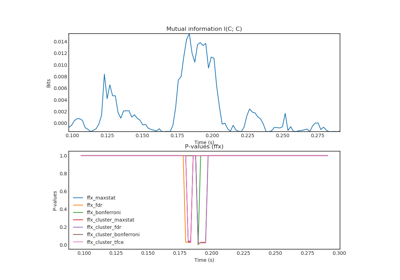 Mutual information I(C; C)
0.014
0.012
0.010
0.008
0.006
0.004
0.002
0.000
Bits
0.100 0.125 0.150 0.175 0.200 0.225 0.250 0.275
Time (s)
P-values (ffx)
1.0
0.8
0.6
0.4
0.2
0.0
P-values
ffx_maxstat
ffx_fdr
ffx_bonferroni
ffx_cluster_maxstat
ffx_cluster_fdr
ffx_cluster_bonferroni
ffx_cluster_tfce
0.100 0.125 0.150 0.175 0.200 0.225 0.250 0.275 0.300
Time (s)